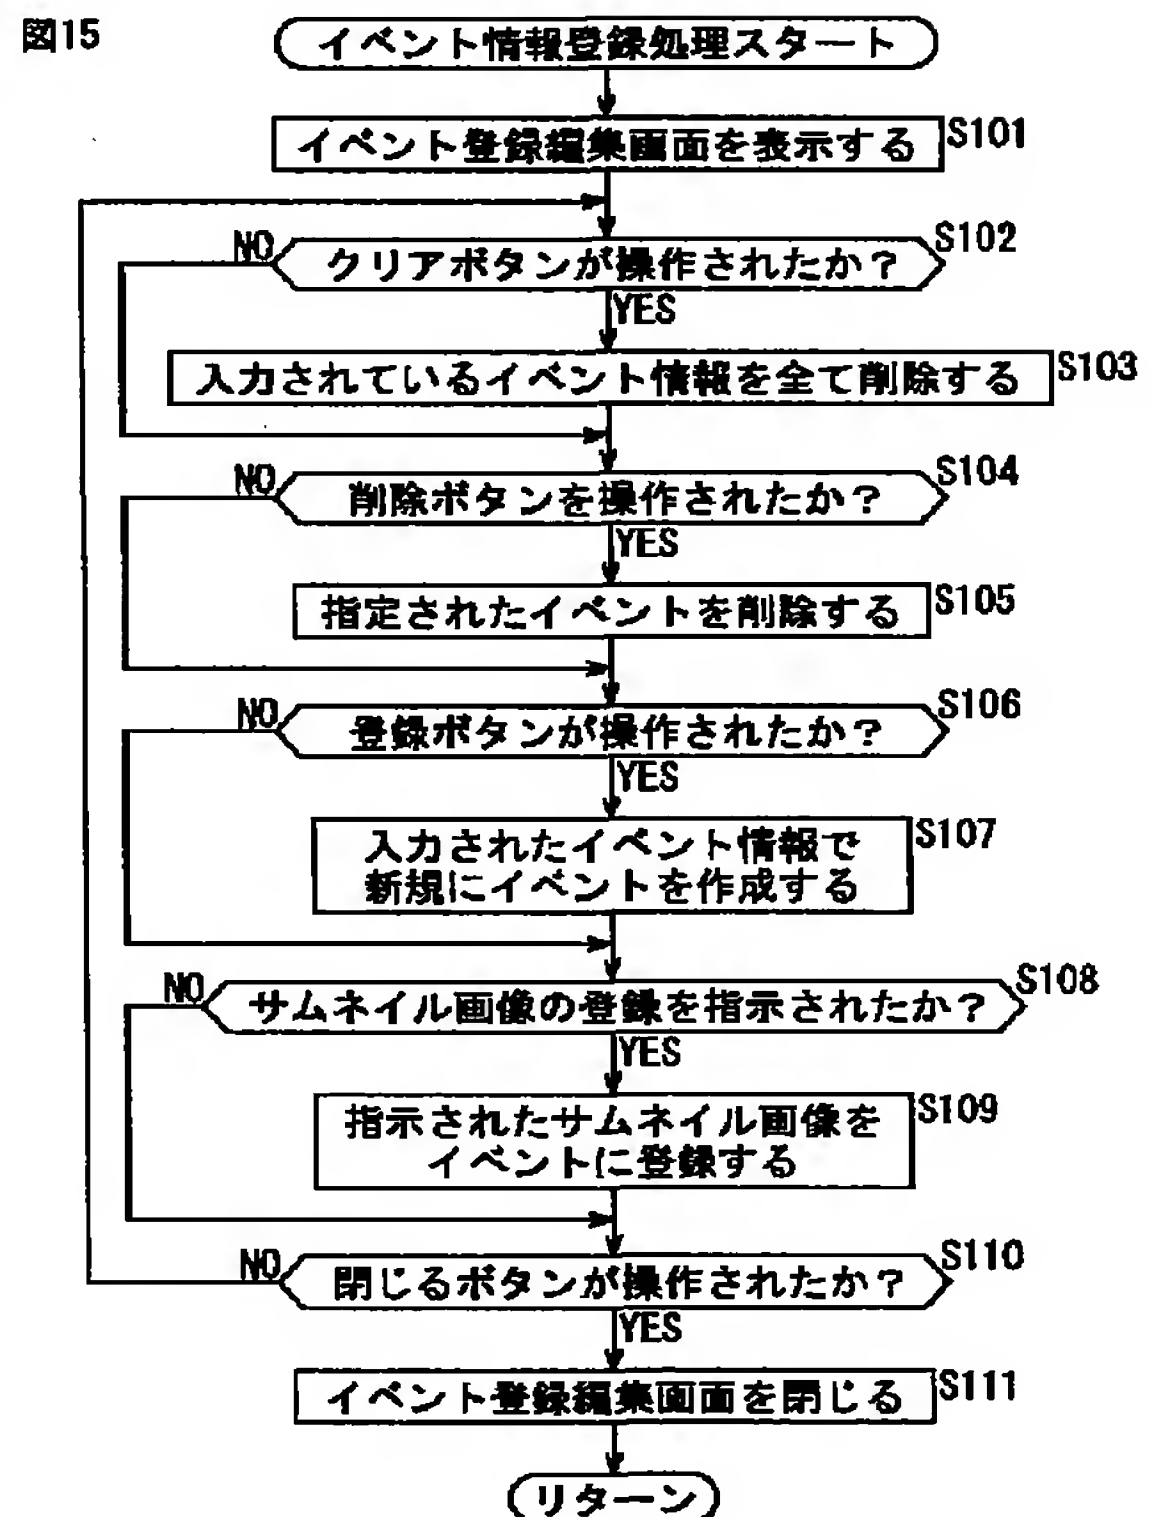 図15
イベント情報登録処理スタート
イベント登録編集画面を表示する
S101
NO
クリアボタンが操作されたか？
S102
YES
入力されているイベント情報を全て削除する
S103
NO
削除ボタンを操作されたか？
S104
YES
指定されたイベントを削除する
S105
NO
登録ボタンが操作されたか？
S106
YES
入力されたイベント情報で
新規にイベントを作成する
S107
NO
サムネイル画像の登録を指示されたか？
S108
YES
指示されたサムネイル画像を
イベントに登録する
S109
NO
閉じるボタンが操作されたか？
S110
YES
イベント登録編集画面を閉じる
S111
リターン